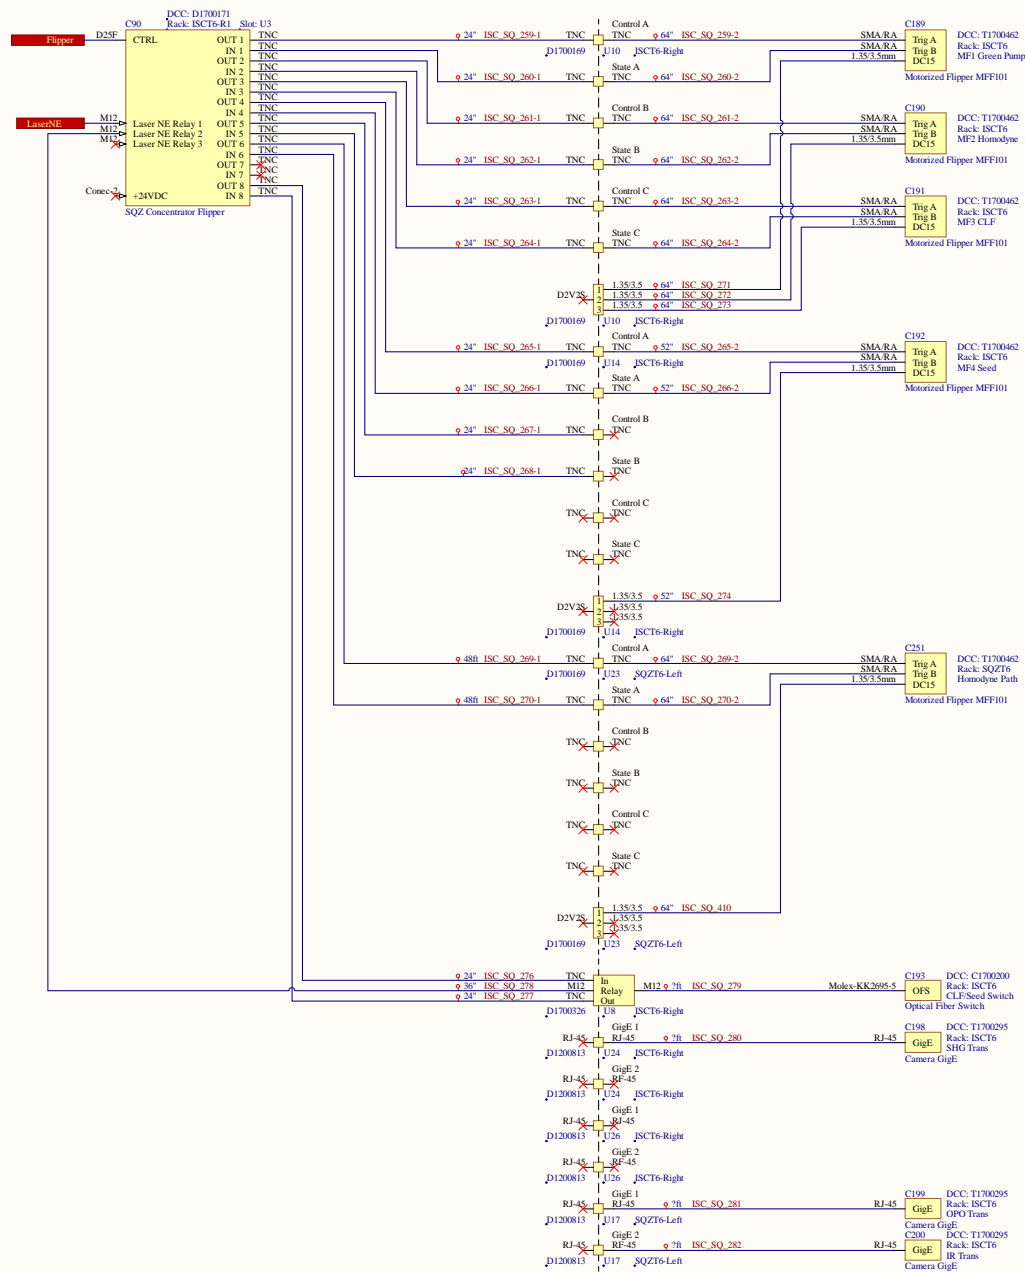 DCC: D1700171
C90 Rack: ISCT6-R1 Slot: U3
Flipper
D25F
CTRL
LaserNE
M12 Laser NE Relay 1
M12 Laser NE Relay 2
M12 Laser NE Relay 3
Conec-2 +24VDC
OUT 1 TNC
IN 1 TNC
OUT 2 TNC
IN 2 TNC
OUT 3 TNC
IN 3 TNC
OUT 4 TNC
IN 4 TNC
OUT 5 TNC
IN 5 TNC
OUT 6 TNC
IN 6 TNC
OUT 7 TNC
IN 7 TNC
OUT 8 TNC
IN 8 TNC
SQZ Concentrator Flipper
Control A
24" ISC_SQ_259-1 TNC TNC 64" ISC_SQ_259-2 SMA/RA
D1700169 U10 ISCT6-Right
State A
24" ISC_SQ_260-1 TNC TNC 64" ISC_SQ_260-2 SMA/RA
1.35/3.5mm
C189
Trig A
Trig B
DC15
DCC: T1700462
Rack: ISCT6
MF1 Green Pump
Motorized Flipper MFF101
Control B
24" ISC_SQ_261-1 TNC TNC 64" ISC_SQ_261-2 SMA/RA
State B
24" ISC_SQ_262-1 TNC TNC 64" ISC_SQ_262-2 SMA/RA
1.35/3.5mm
C190
Trig A
Trig B
DC15
DCC: T1700462
Rack: ISCT6
MF2 Homodyne
Motorized Flipper MFF101
Control C
24" ISC_SQ_263-1 TNC TNC 64" ISC_SQ_263-2 SMA/RA
State C
24" ISC_SQ_264-1 TNC TNC 64" ISC_SQ_264-2 SMA/RA
1.35/3.5mm
C191
Trig A
Trig B
DC15
DCC: T1700462
Rack: ISCT6
MF3 CLF
Motorized Flipper MFF101
D2V2S
1 1.35/3.5 64" ISC_SQ_271
2 1.35/3.5 64" ISC_SQ_272
3 1.35/3.5 64" ISC_SQ_273
D1700169 U10 ISCT6-Right
Control A
24" ISC_SQ_265-1 TNC TNC 52" ISC_SQ_265-2 SMA/RA
D1700169 U14 ISCT6-Right
State A
24" ISC_SQ_266-1 TNC TNC 52" ISC_SQ_266-2 SMA/RA
1.35/3.5mm
C192
Trig A
Trig B
DC15
DCC: T1700462
Rack: ISCT6
MF4 Seed
Motorized Flipper MFF101
Control B
24" ISC_SQ_267-1 TNC TNC
State B
24" ISC_SQ_268-1 TNC TNC
Control C
TNC TNC
State C
TNC TNC
D2V2S
1 1.35/3.5 52" ISC_SQ_274
2 1.35/3.5
3 1.35/3.5
D1700169 U14 ISCT6-Right
Control A
48ft ISC_SQ_269-1 TNC TNC 64" ISC_SQ_269-2 SMA/RA
D1700169 U23 SQZT6-Left
State A
48ft ISC_SQ_270-1 TNC TNC 64" ISC_SQ_270-2 SMA/RA
1.35/3.5mm
C251
Trig A
Trig B
DC15
DCC: T1700462
Rack: SQZT6
Homodyne Path
Motorized Flipper MFF101
Control B
TNC TNC
State B
TNC TNC
Control C
TNC TNC
State C
TNC TNC
D2V2S
1 1.35/3.5 64" ISC_SQ_410
2 1.35/3.5
3 1.35/3.5
D1700169 U23 SQZT6-Left
24" ISC_SQ_276 TNC In
36" ISC_SQ_278 M12 Relay M12 ?ft ISC_SQ_279 Molex-KK2695-5
24" ISC_SQ_277 TNC Out
D1700326 U8 ISCT6-Right
C193
OFS
DCC: C1700200
Rack: ISCT6
CLF/Seed Switch
Optical Fiber Switch
GigE 1
RJ-45 RJ-45 ?ft ISC_SQ_280 RJ-45
D1200813 U24 ISCT6-Right
C198
GigE
DCC: T1700295
Rack: ISCT6
SHG Trans
Camera GigE
GigE 2
RJ-45 RF-45
D1200813 U24 ISCT6-Right
GigE 1
RJ-45 RJ-45
D1200813 U26 ISCT6-Right
GigE 2
RJ-45 RF-45
D1200813 U26 ISCT6-Right
GigE 1
RJ-45 RJ-45 ?ft ISC_SQ_281 RJ-45
D1200813 U17 SQZT6-Left
C199
GigE
DCC: T1700295
Rack: ISCT6
OPO Trans
Camera GigE
GigE 2
RJ-45 RF-45 ?ft ISC_SQ_282 RJ-45
D1200813 U17 SQZT6-Left
C200
GigE
DCC: T1700295
Rack: ISCT6
IR Trans
Camera GigE